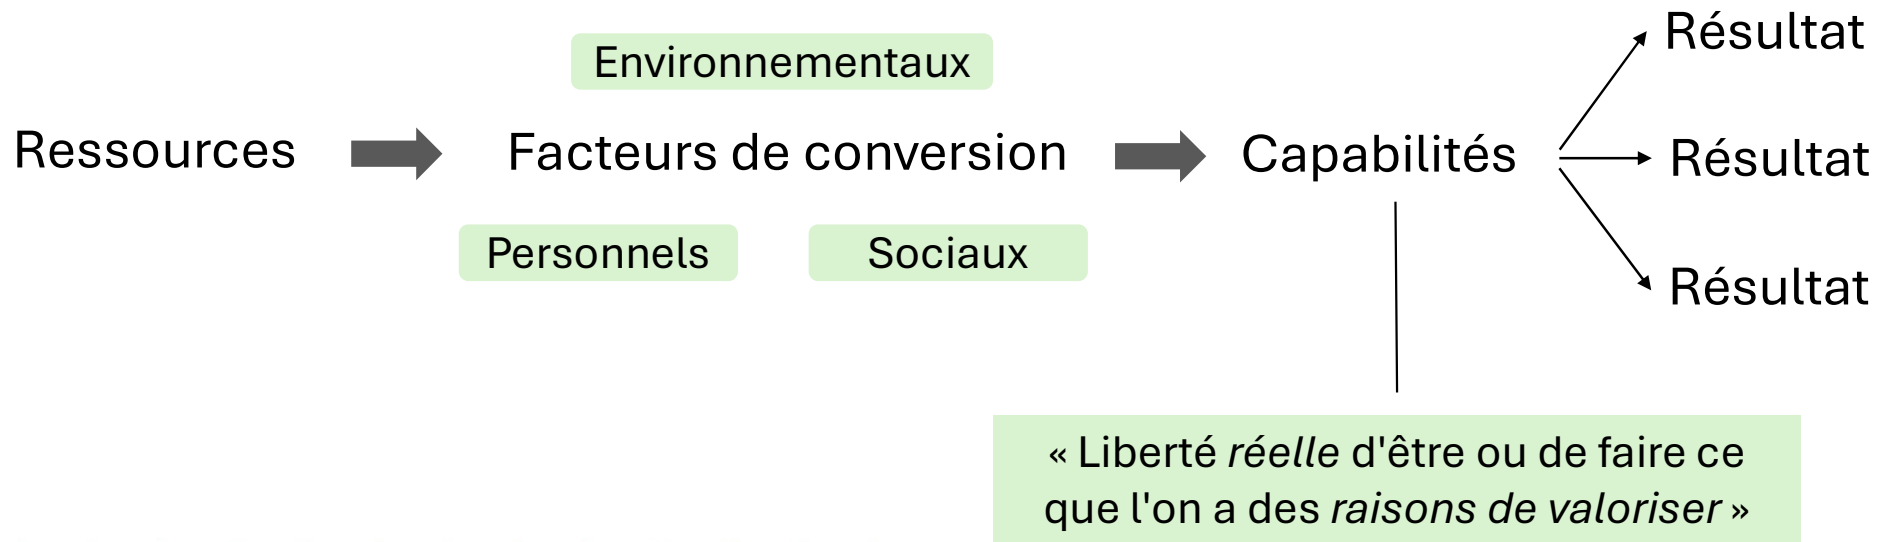 Environnementaux
Ressources
Facteurs de conversion
Personnels
Sociaux
Capabilités
Résultat
Résultat
Résultat
« Liberté réelle d'être ou de faire ce
que l'on a des raisons de valoriser »